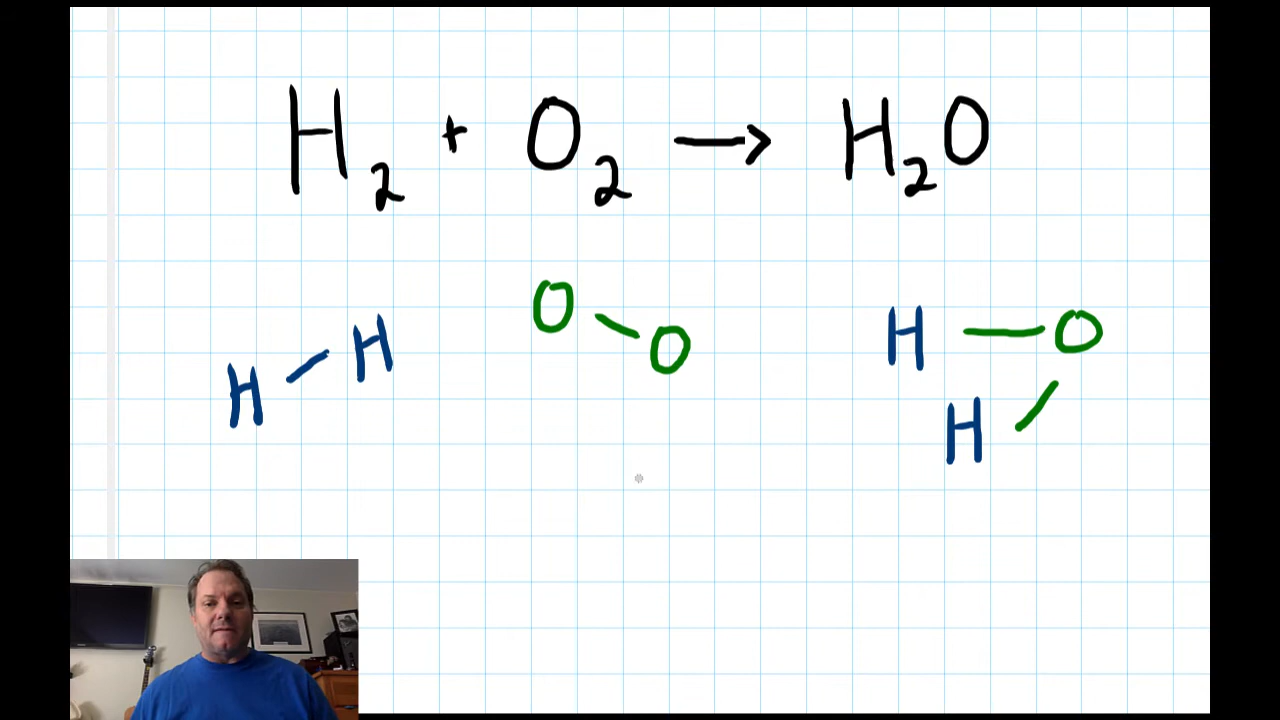 H₂ + O₂ → H₂O
H - H   O - O   H - O
H